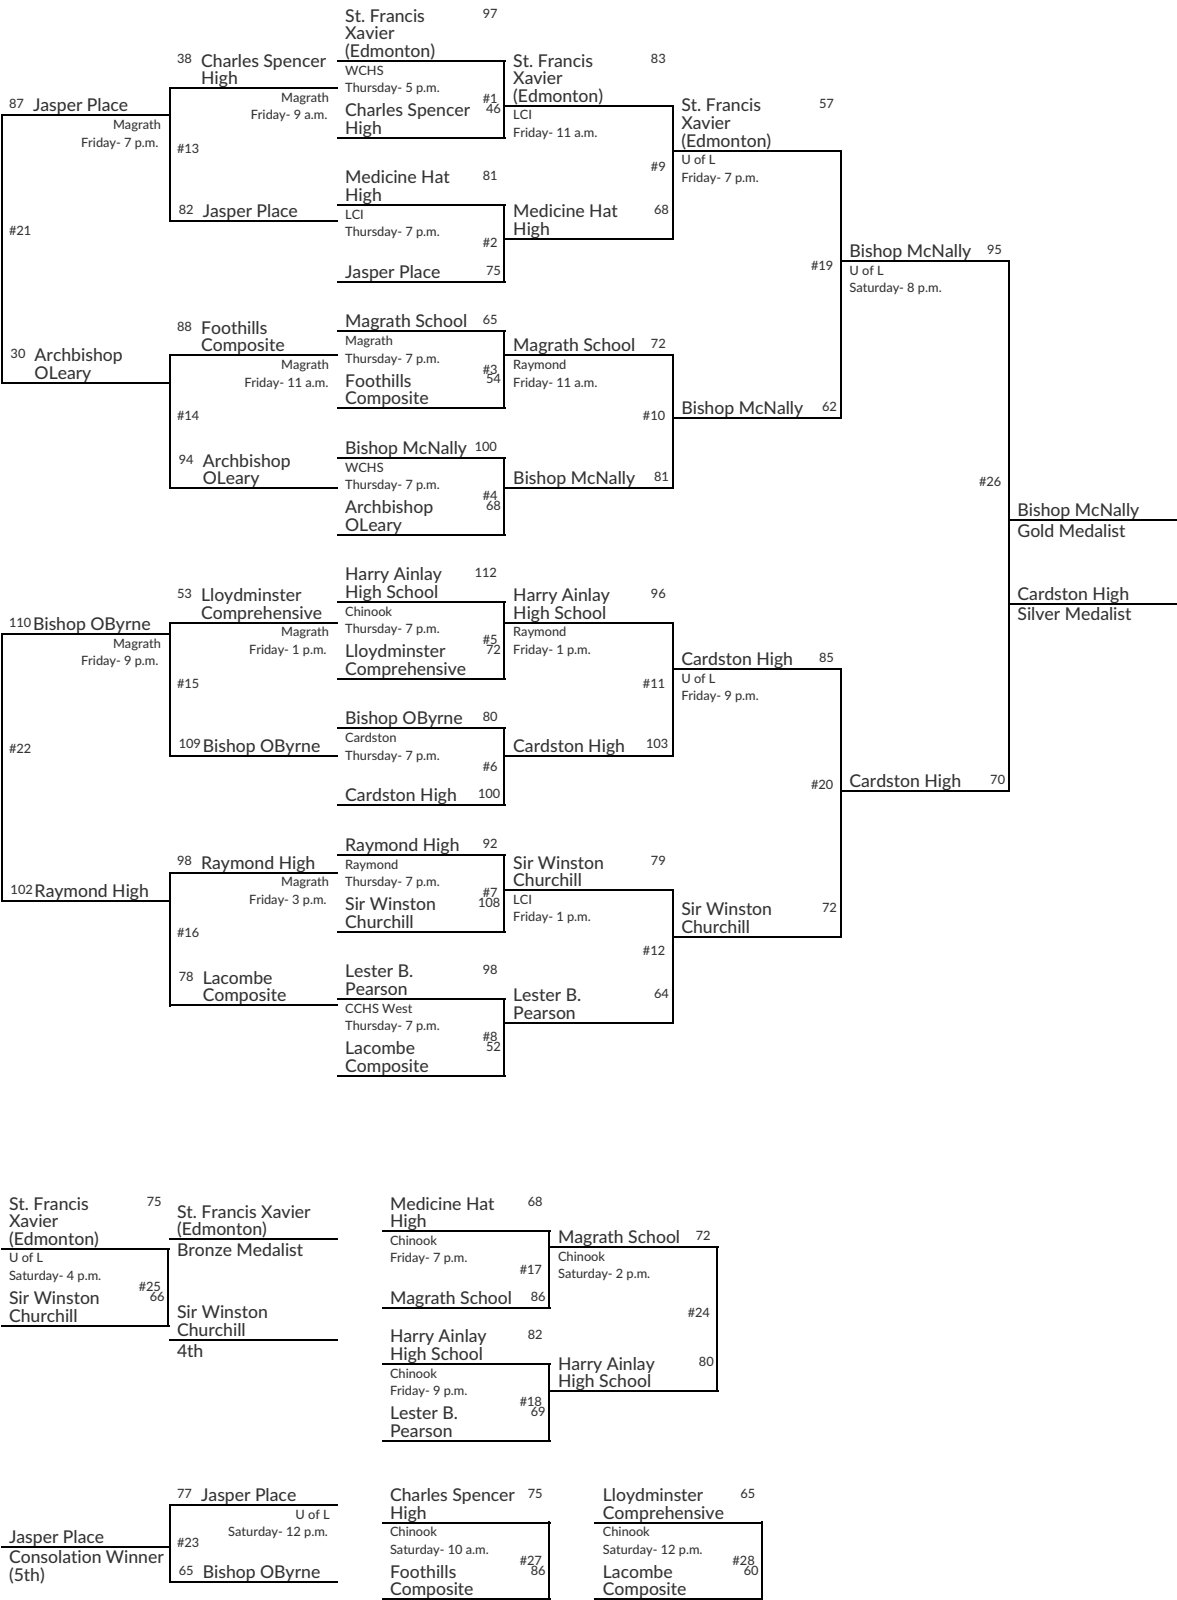 St. Francis 97
Xavier
(Edmonton)
WCHS
Thursday- 5 p.m.
#1
Charles Spencer 46
High
38 Charles Spencer
High
Magrath
Friday- 9 a.m.
#13
82 Jasper Place
87 Jasper Place
Magrath
Friday- 7 p.m.
#21
30 Archbishop
OLeary
Medicine Hat 81
High
LCI
Thursday- 7 p.m.
#2
Jasper Place 75
St. Francis 83
Xavier
(Edmonton)
LCI
Friday- 11 a.m.
#9
Medicine Hat 68
High
St. Francis 57
Xavier
(Edmonton)
U of L
Friday- 7 p.m.
#19
Bishop McNally 62
Bishop McNally 95
U of L
Saturday- 8 p.m.
#26
Cardston High 70
Bishop McNally
Gold Medalist
Cardston High
Silver Medalist
88 Foothills
Composite
Magrath
Friday- 11 a.m.
#14
94 Archbishop
OLeary
Magrath School 65
Magrath
Thursday- 7 p.m.
#3
Foothills 54
Composite
Bishop McNally 100
WCHS
Thursday- 7 p.m.
#4
Archbishop 68
OLeary
Magrath School 72
Raymond
Friday- 11 a.m.
#10
Bishop McNally 81
110 Bishop OByrne
Magrath
Friday- 9 p.m.
#22
102 Raymond High
53 Lloydminster
Comprehensive
Magrath
Friday- 1 p.m.
#15
109 Bishop OByrne
Harry Ainlay 112
High School
Chinook
Thursday- 7 p.m.
#5
Lloydminster 72
Comprehensive
Bishop OByrne 80
Cardston
Thursday- 7 p.m.
#6
Cardston High 100
Harry Ainlay 96
High School
Raymond
Friday- 1 p.m.
#11
Cardston High 103
Cardston High 85
U of L
Friday- 9 p.m.
#20
Sir Winston 72
Churchill
98 Raymond High
Magrath
Friday- 3 p.m.
#16
78 Lacombe
Composite
Raymond High 92
Raymond
Thursday- 7 p.m.
#7
Sir Winston 108
Churchill
Lester B. 98
Pearson
CCHS West
Thursday- 7 p.m.
#8
Lacombe 52
Composite
Sir Winston 79
Churchill
LCI
Friday- 1 p.m.
#12
Lester B. 64
Pearson
St. Francis 75
Xavier
(Edmonton)
U of L
Saturday- 4 p.m.
#25
Sir Winston 66
Churchill
St. Francis Xavier
(Edmonton)
Bronze Medalist
Sir Winston
Churchill
4th
Medicine Hat 68
High
Chinook
Friday- 7 p.m.
#17
Magrath School 86
Harry Ainlay 82
High School
Chinook
Friday- 9 p.m.
#18
Lester B. 69
Pearson
Magrath School 72
Chinook
Saturday- 2 p.m.
#24
Harry Ainlay 80
High School
77 Jasper Place
U of L
Saturday- 12 p.m.
#23
65 Bishop OByrne
Jasper Place
Consolation Winner
(5th)
Charles Spencer 75
High
Chinook
Saturday- 10 a.m.
#27
Foothills 86
Composite
Lloydminster 65
Comprehensive
Chinook
Saturday- 12 p.m.
#28
Lacombe 60
Composite